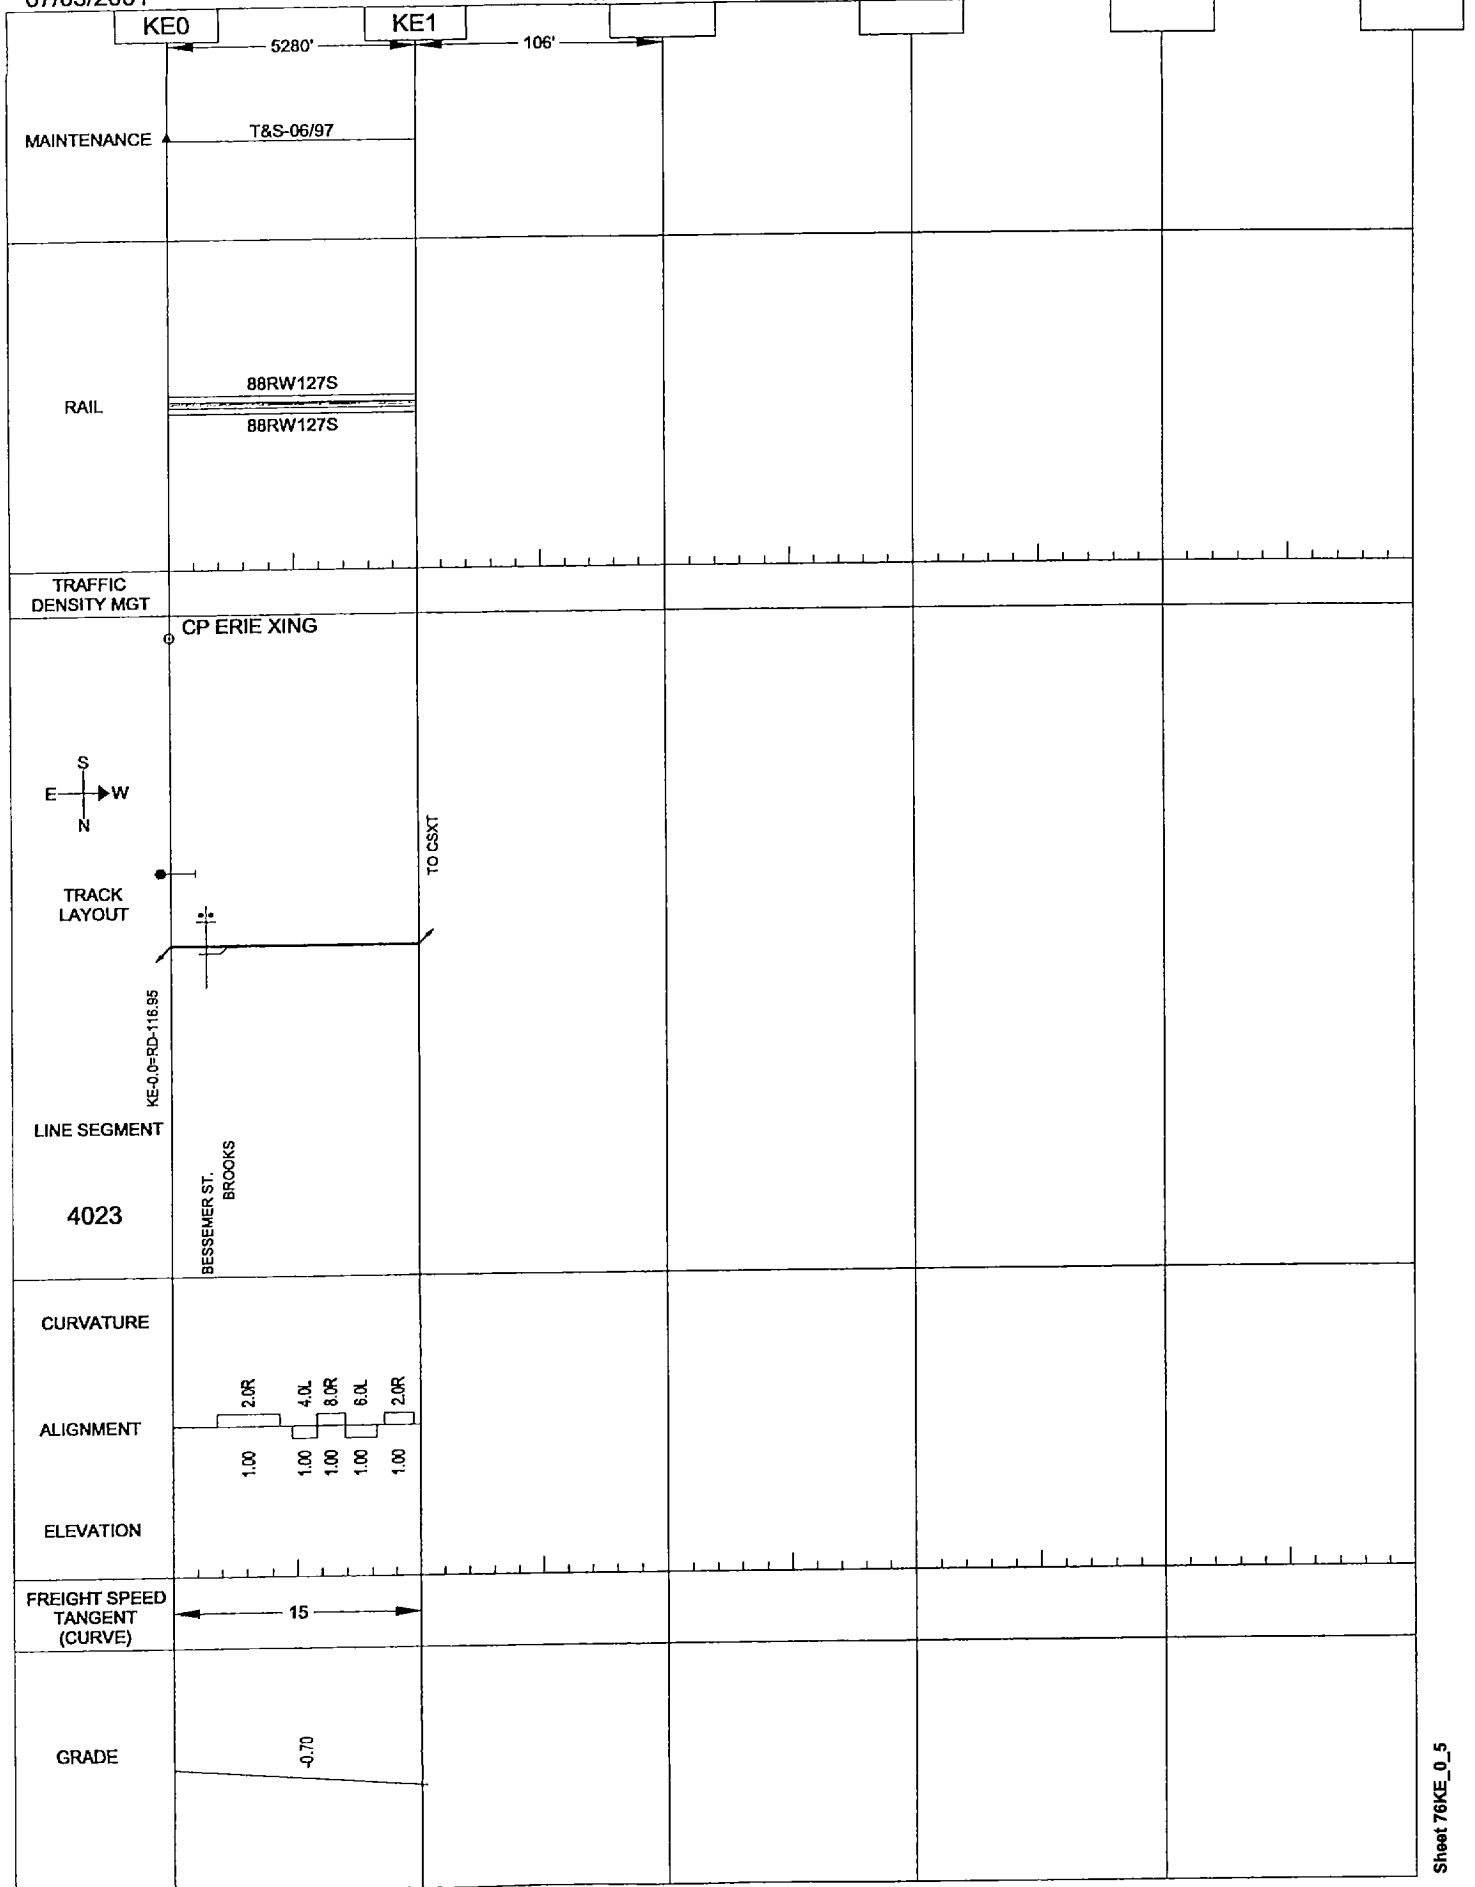 KE0
KE1
5280'
106'
MAINTENANCE
T&S-06/97
RAIL
88RW127S
88RW127S
TRAFFIC
DENSITY MGT
CP ERIE XING
S
E
W
N
TO CSXT
TRACK
LAYOUT
KE-0.0=RD-116.95
LINE SEGMENT
4023
BESSEMER ST.
BROOKS
CURVATURE
2.0R
4.0L
8.0R
6.0L
2.0R
ALIGNMENT
1.00
1.00
1.00
1.00
1.00
ELEVATION
FREIGHT SPEED
TANGENT
(CURVE)
15
GRADE
-0.70
Sheet 76KE_0_5